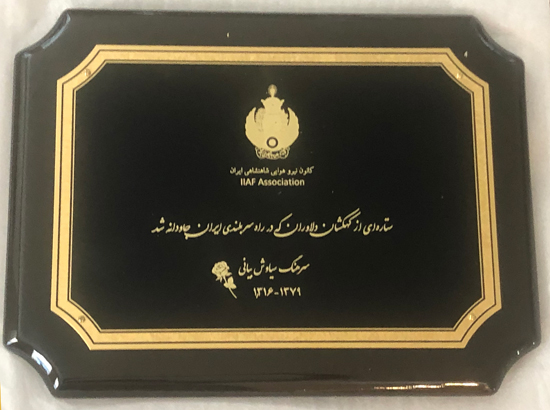 کانون نیرو هوایی شاهنشاهی ایران
IIAF Association
ستاره‌ای از کهکشان دلاوران که در راه سربلندی ایران جاودانه شد
سرهنگ سیاوش بیانی
۱۳۱۶-۱۳۷۹